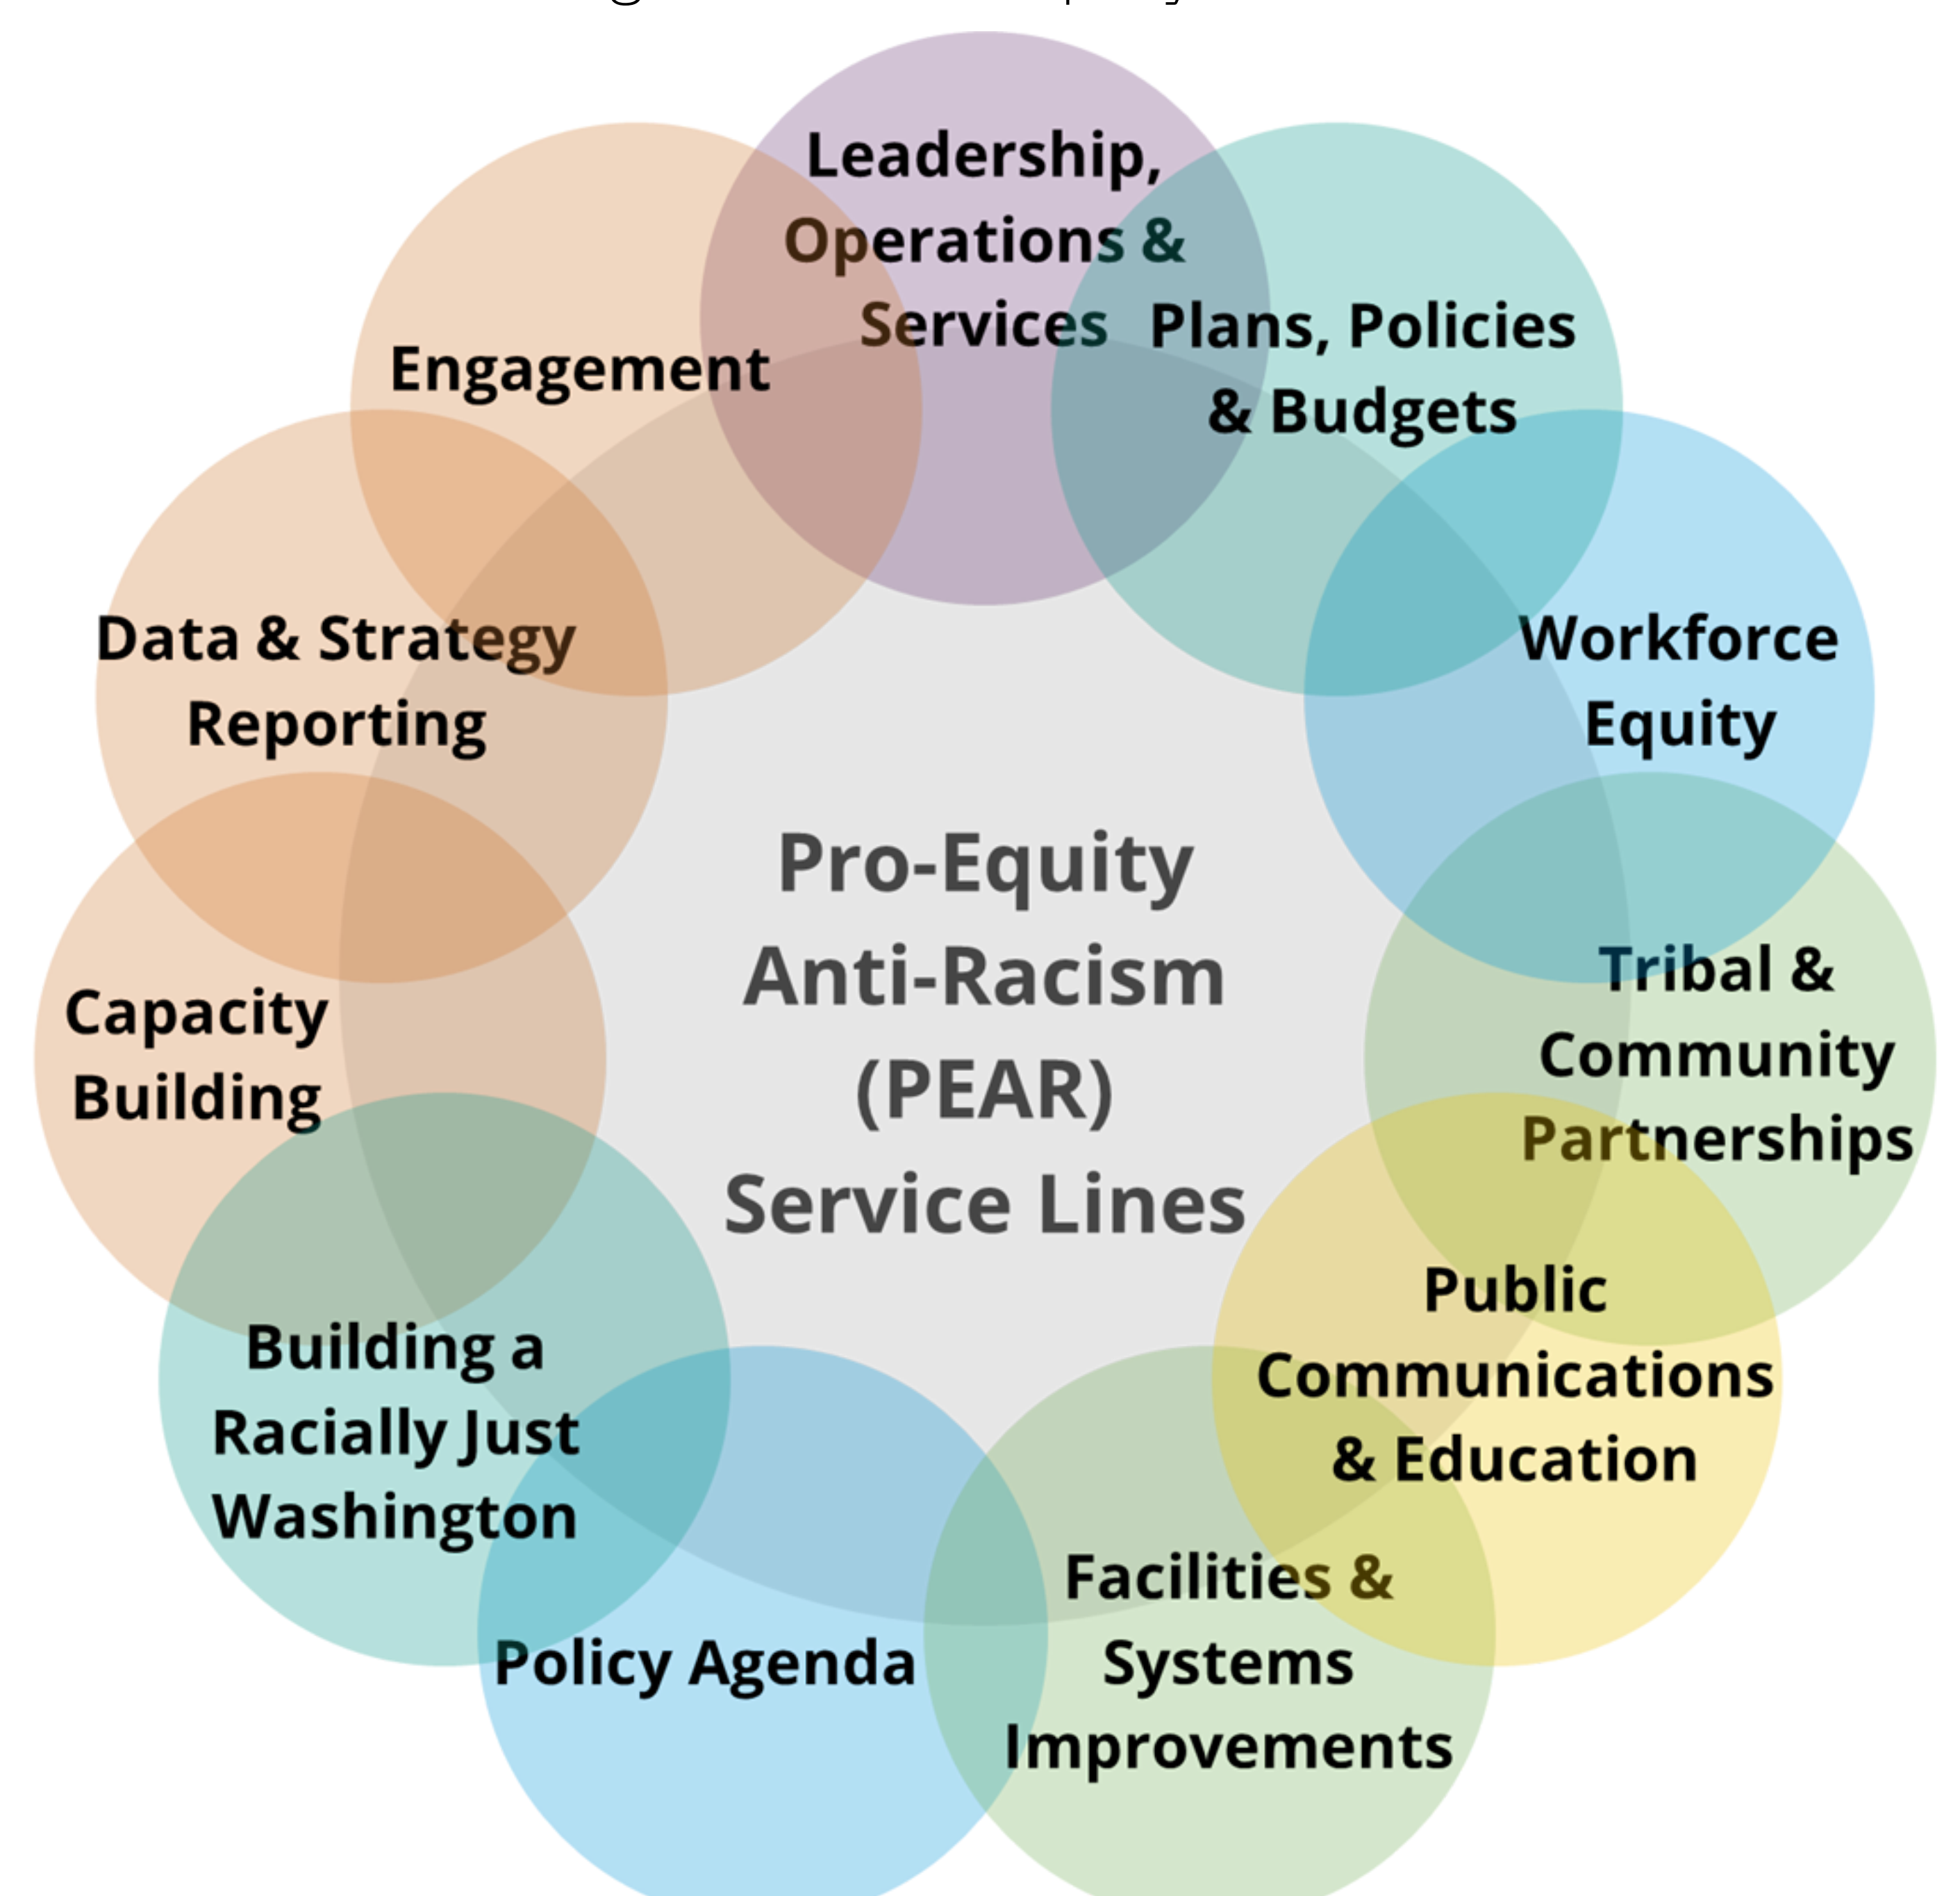 Leadership,
Operations &
Services
Plans, Policies
& Budgets
Workforce
Equity
Tribal &
Community
Partnerships
Public
Communications
& Education
Facilities &
Systems
Improvements
Policy Agenda
Building a
Racially Just
Washington
Capacity
Building
Data & Strategy
Reporting
Engagement
Pro-Equity
Anti-Racism
(PEAR)
Service Lines